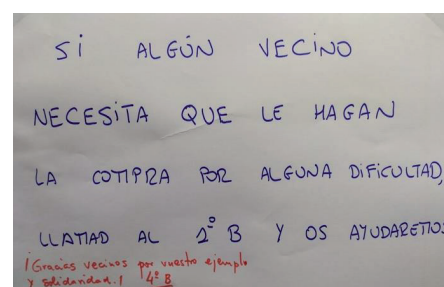 Si ALGÚN VECiNO
NECESiTA QUE LE HAGAN
LA COMPRA POR ALGUNA DiFiCULTAD,
LLAMAD AL 2º B Y OS AYUDAREMOS
¡Gracias vecinos por vuestro ejemplo
y solidaridad.! 4º B